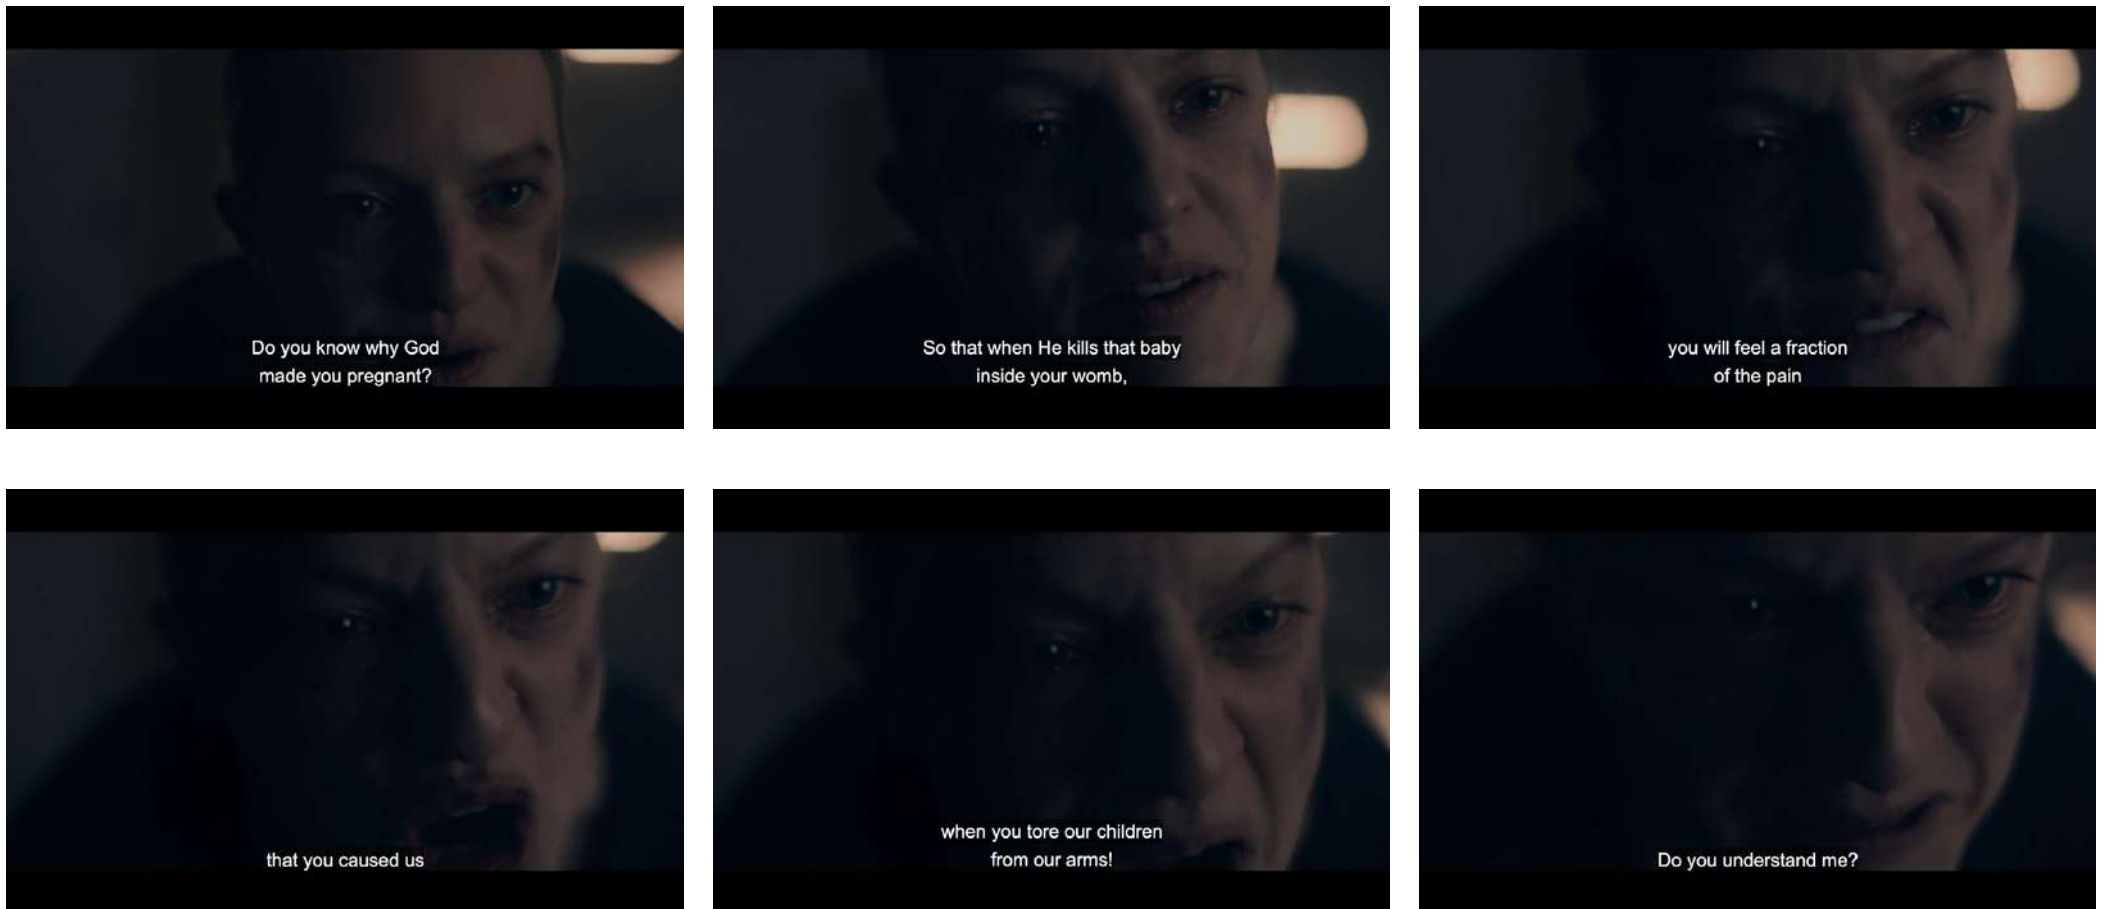 Do you know why God
made you pregnant?
So that when He kills that baby
inside your womb,
you will feel a fraction
of the pain
that you caused us
when you tore our children
from our arms!
Do you understand me?